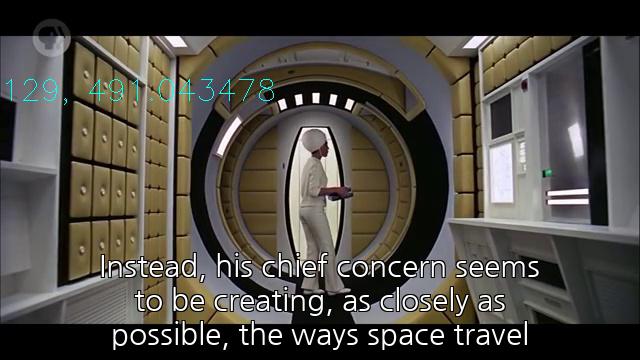 129, 491.043478
Instead, his chief concern seems
to be creating, as closely as
possible, the ways space travel